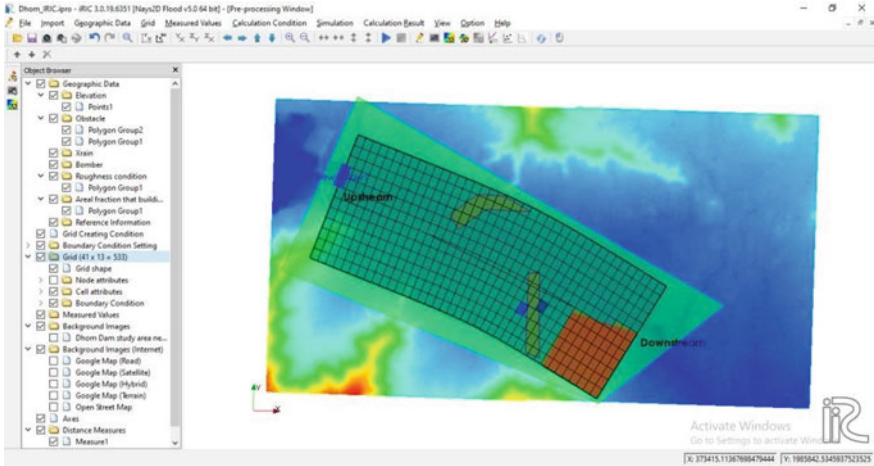 Dhom_IRIC.ipro - iRIC 3.0.19.6351 [Nays2D Flood v5.0 64 bit] - [Pre-processing Window]
File Import Geographic Data Grid Measured Values Calculation Condition Simulation Calculation Result View Option Help
Object Browser
Geographic Data
Elevation
Points1
Obstacle
Polygon Group2
Polygon Group1
Xrain
Bomber
Roughness condition
Polygon Group1
Areal fraction that buildi...
Polygon Group1
Reference Information
Grid Creating Condition
Boundary Condition Setting
Grid (41 x 13 = 533)
Grid shape
Node attributes
Cell attributes
Boundary Condition
Measured Values
Background Images
Dhom Dam study area ne...
Background Images (Internet)
Google Map (Road)
Google Map (Satellite)
Google Map (Hybrid)
Google Map (Terrain)
Open Street Map
Axes
Distance Measures
Measure1
Upstream
Downstream
Y
X
iRC
Activate Windows
Go to Settings to activate Windows
X: 373415.11367698479444 Y: 1985842.5345937523525